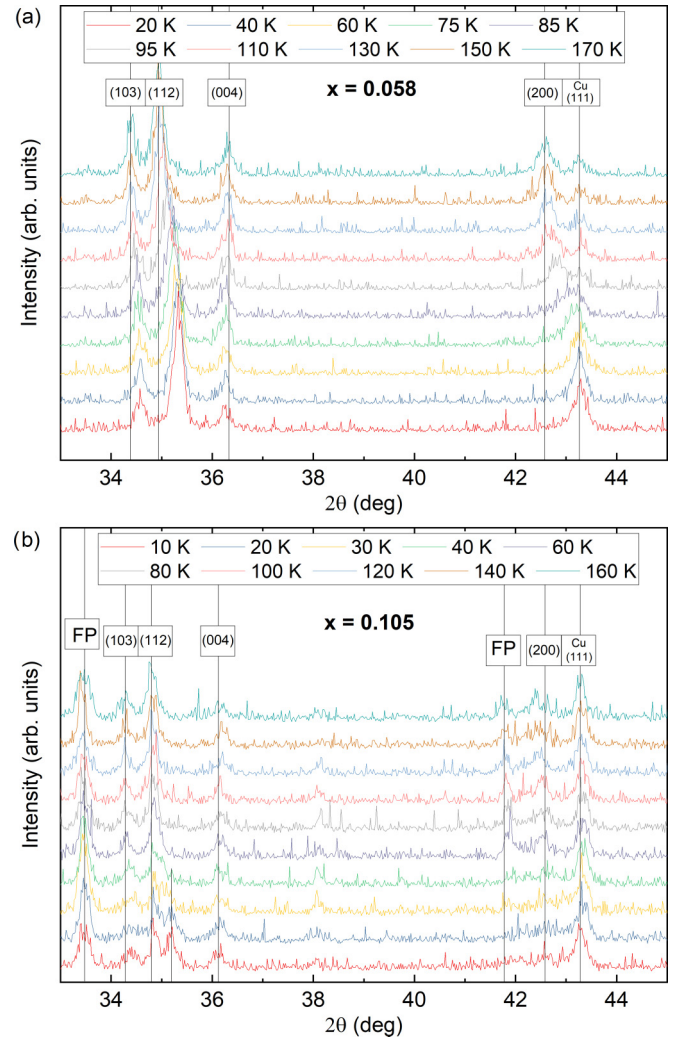 (a)
20 K 40 K 60 K 75 K 85 K
95 K 110 K 130 K 150 K 170 K
x = 0.058
(103) (112) (004) (200) Cu (111)
Intensity (arb. units)
34 36 38 40 42 44
2θ (deg)
(b)
10 K 20 K 30 K 40 K 60 K
80 K 100 K 120 K 140 K 160 K
x = 0.105
FP (103) (112) (004) FP (200) Cu (111)
Intensity (arb. units)
34 36 38 40 42 44
2θ (deg)